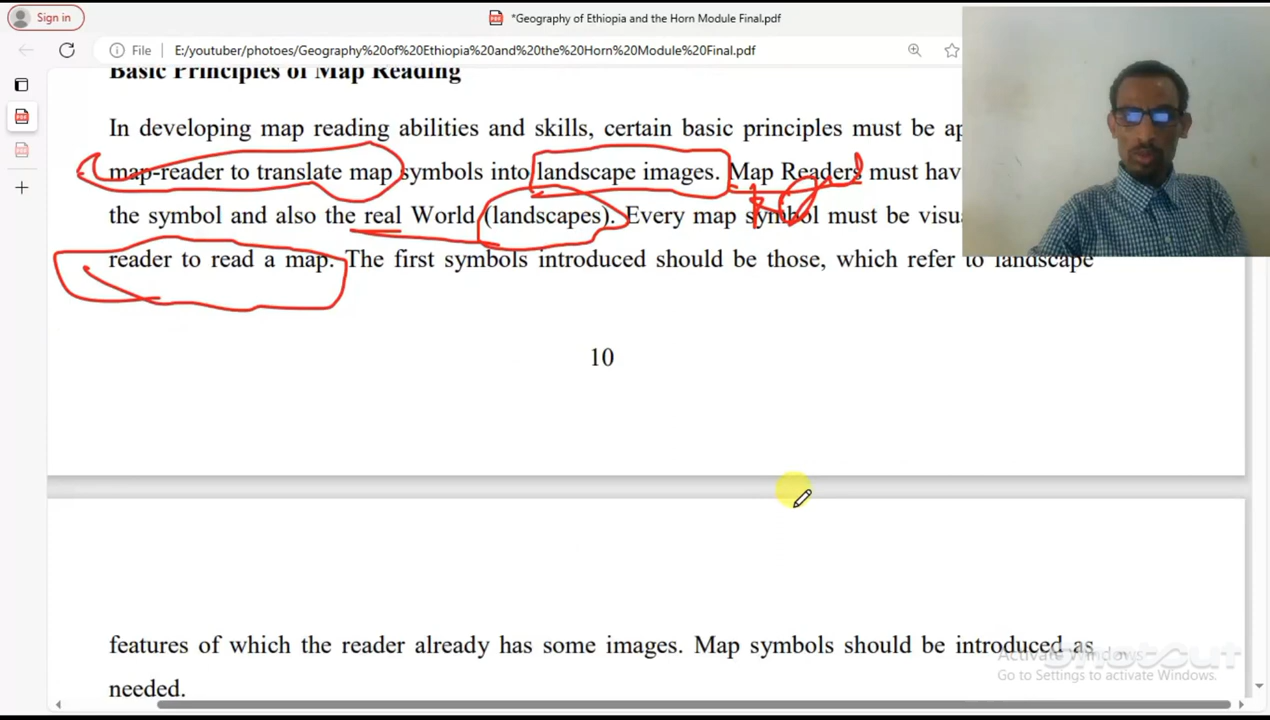 Sign in
*Geography of Ethiopia and the Horn Module Final.pdf
File E:/youtuber/photoes/Geography%20of%20Ethiopia%20and%20the%20Horn%20Module%20Final.pdf
Basic Principles of Map Reading
In developing map reading abilities and skills, certain basic principles must be
map-reader to translate map symbols into landscape images. Map Readers must
the symbol and also the real World (landscapes). Every map symbol must be
reader to read a map. The first symbols introduced should be those, which refer to landscape
10
features of which the reader already has some images. Map symbols should be introduced as
needed.
Activate Windows
Go to Settings to activate Windows.